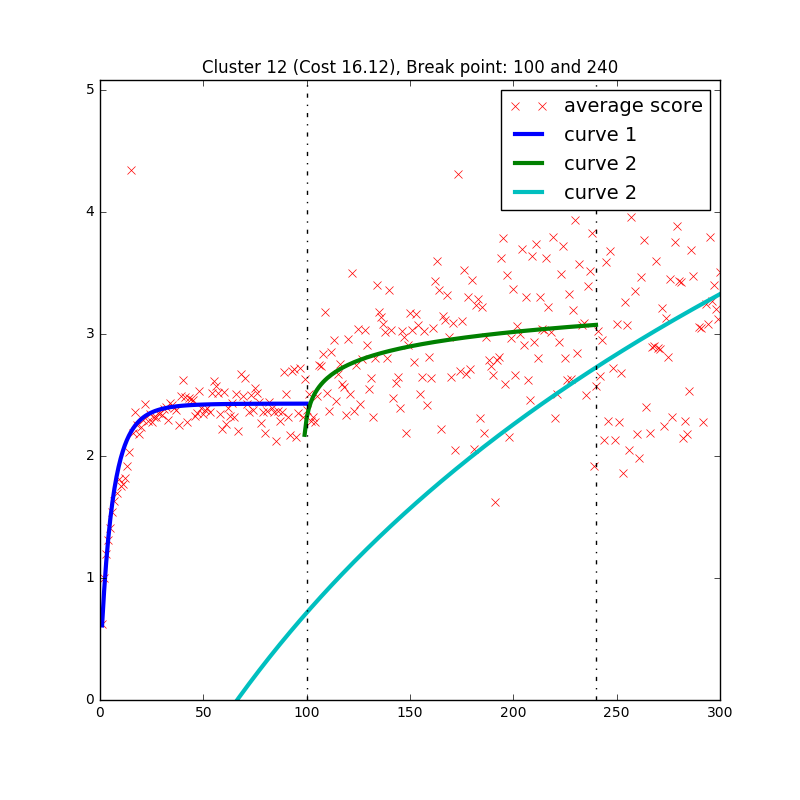 Cluster 12 (Cost 16.12), Break point: 100 and 240
average score
curve 1
curve 2
curve 2
5
4
3
2
1
0
0 50 100 150 200 250 300